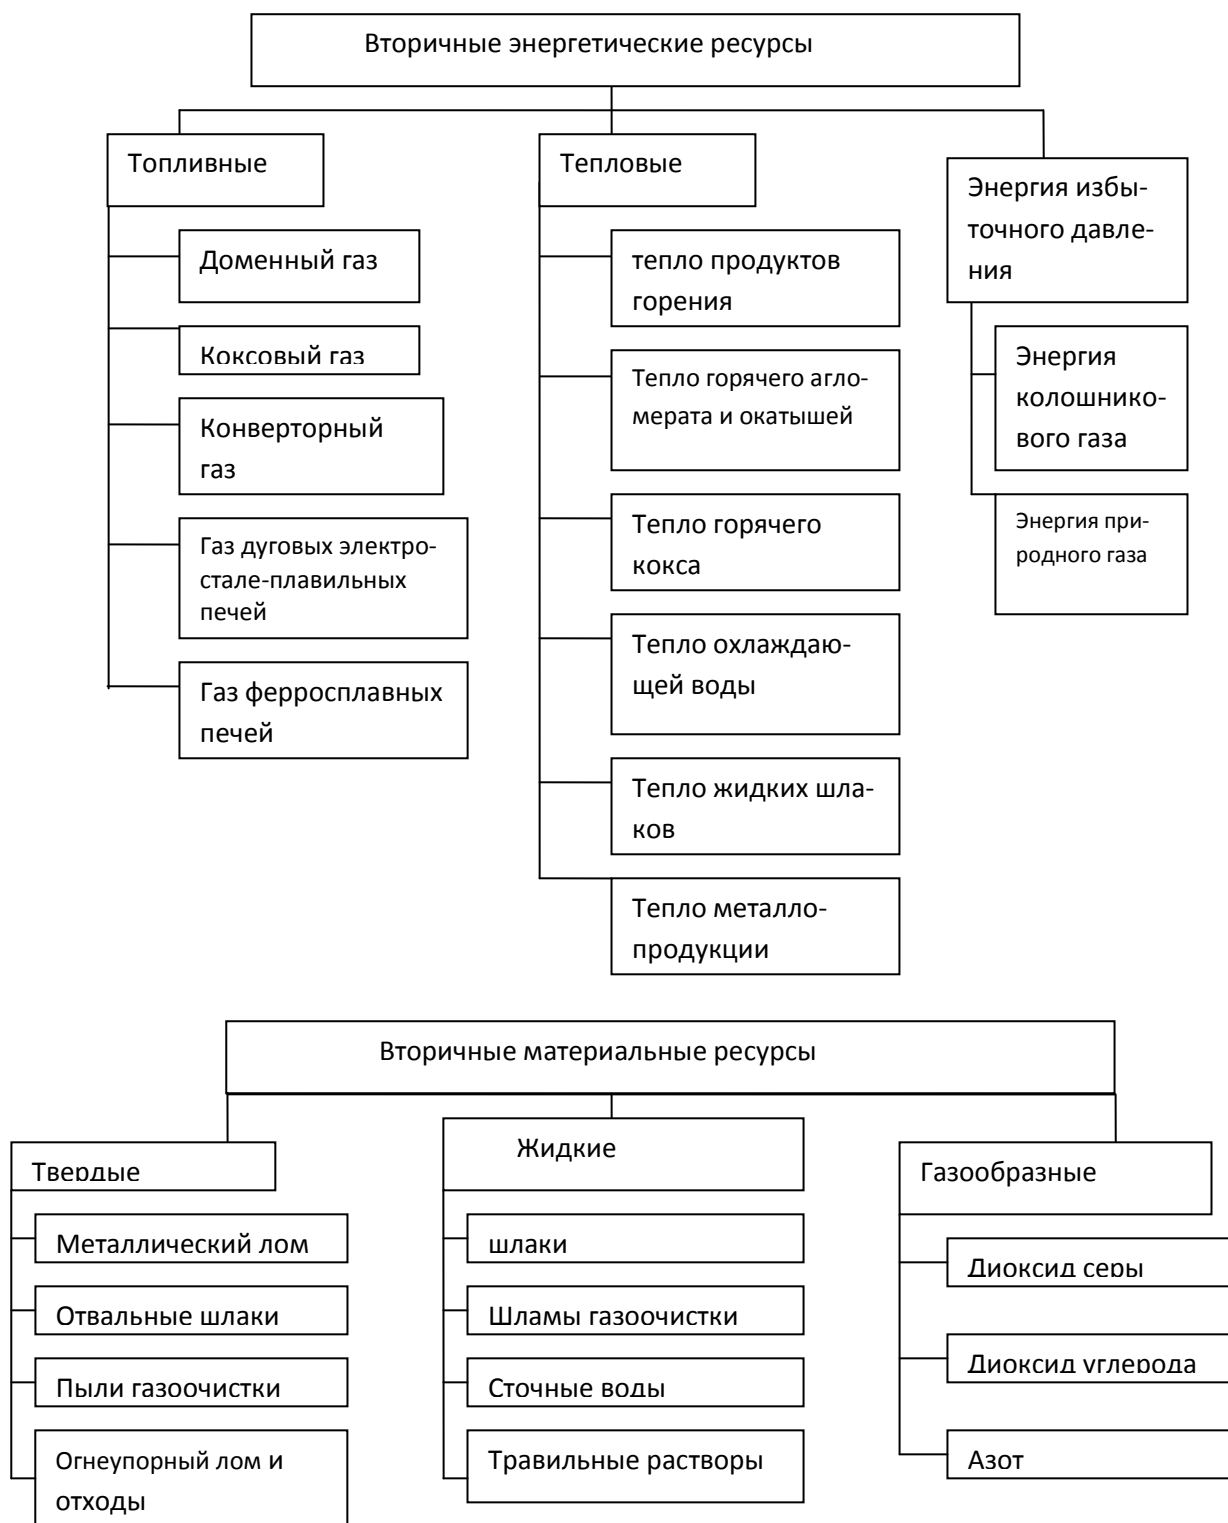 Вторичные энергетические ресурсы
Топливные
Доменный газ
Коксовый газ
Конверторный
газ
Газ дуговых электро-
стале-плавильных
печей
Газ ферросплавных
печей
Тепловые
тепло продуктов
горения
Тепло горячего агло-
мерата и окатышей
Тепло горячего
кокса
Тепло охлаждаю-
щей воды
Тепло жидких шла-
ков
Тепло металло-
продукции
Энергия избы-
точного давле-
ния
Энергия
колошнико-
вого газа
Энергия при-
родного газа
Вторичные материальные ресурсы
Твердые
Металлический лом
Отвальные шлаки
Пыли газоочистки
Огнеупорный лом и
отходы
Жидкие
шлаки
Шламы газоочистки
Сточные воды
Травильные растворы
Газообразные
Диоксид серы
Диоксид углерода
Азот